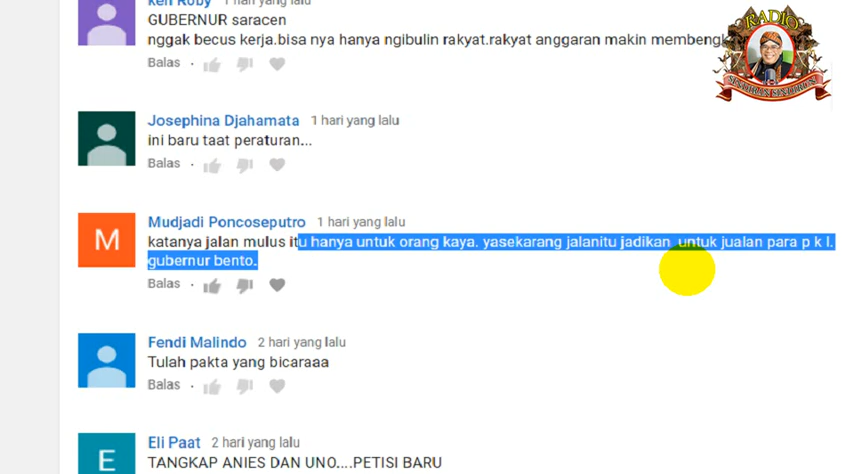 ken Roby 1 hari yang lalu
GUBERNUR saracen
nggak becus kerja.bisa nya hanya ngibulin rakyat.rakyat anggaran makin
Balas
RADIO
Josephina Djahamata 1 hari yang lalu
ini baru taat peraturan...
Balas
Mudjadi Poncoseputro 1 hari yang lalu
katanya jalan mulus itu hanya untuk orang kaya. yasekarang jalanitu jadikan untuk jualan para p k l.
gubernur bento.
Balas
M
Fendi Malindo 2 hari yang lalu
Tulah pakta yang bicaraaa
Balas
Eli Paat 2 hari yang lalu
TANGKAP ANIES DAN UNO....PETISI BARU
E